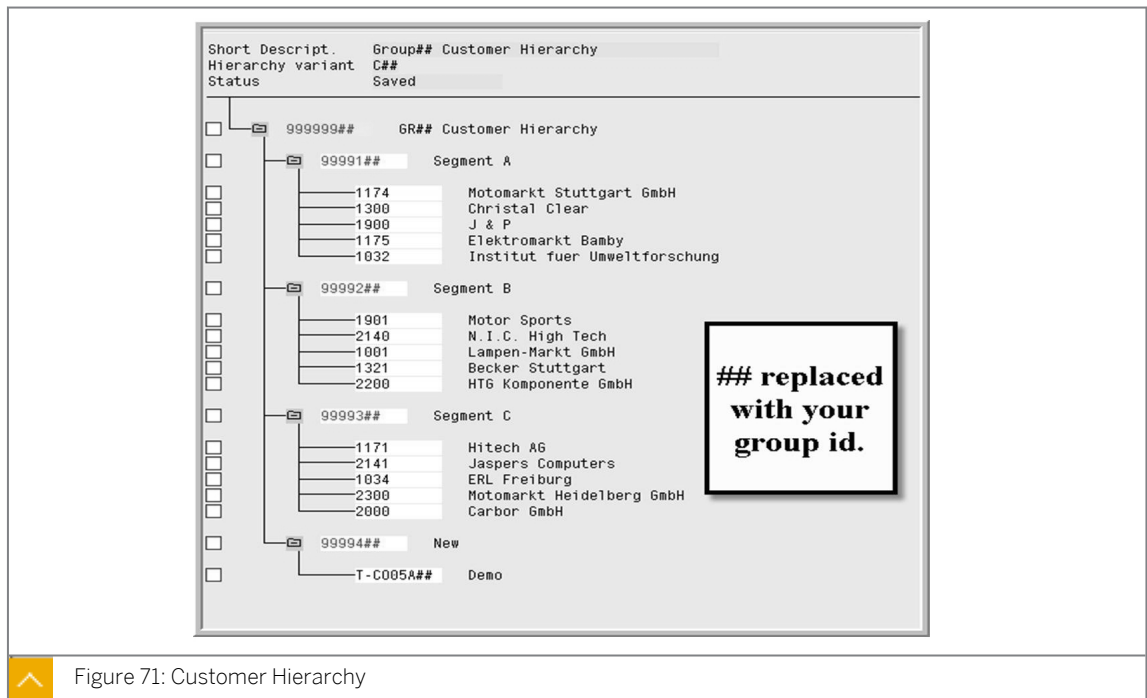 Short Descript. Group## Customer Hierarchy
Hierarchy variant C##
Status Saved
999999## GR## Customer Hierarchy
99991## Segment A
1174 Motomarkt Stuttgart GmbH
1300 Christal Clear
1900 J & P
1175 Elektromarkt Bamby
1032 Institut fuer Umweltforschung
99992## Segment B
1901 Motor Sports
2140 N.I.C. High Tech
1001 Lampen-Markt GmbH
1321 Becker Stuttgart
2200 HTG Komponente GmbH
## replaced
with your
group id.
99993## Segment C
1171 Hitech AG
2141 Jaspers Computers
1034 ERL Freiburg
2300 Motomarkt Heidelberg GmbH
2000 Carbor GmbH
99994## New
T-CO05A## Demo
Figure 71: Customer Hierarchy